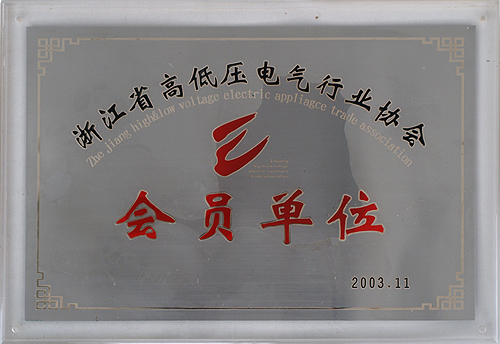 浙江省高低压电气行业协会
Zhe jiang high&low voltage electric appliagce trade association
会员单位
2003.11